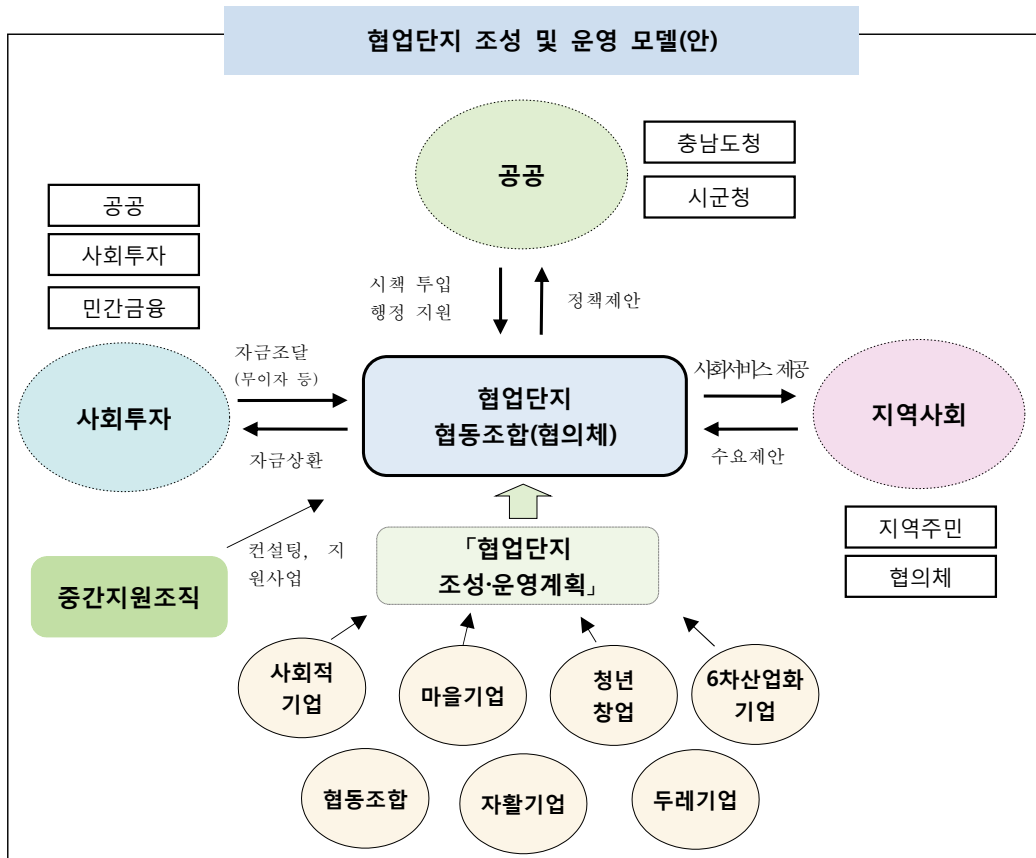 협업단지 조성 및 운영 모델(안)
공공
충남도청
시군청
공공
사회투자
민간금융
시책 투입
행정 지원
정책제안
사회투자
자금조달
(무이자 등)
자금상환
협업단지
협동조합(협의체)
사회서비스 제공
수요제안
지역사회
지역주민
협의체
중간지원조직
컨설팅, 지
원사업
「협업단지
조성·운영계획」
사회적
기업
마을기업
청년
창업
6차산업화
기업
협동조합
자활기업
두레기업